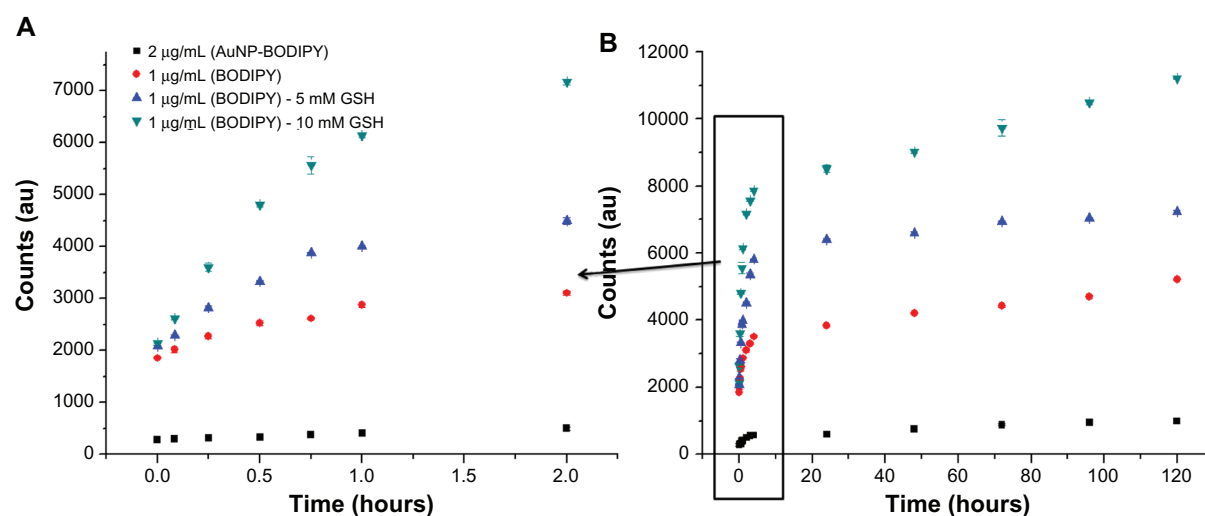 A
2 μg/mL (AuNP-BODIPY)
1 μg/mL (BODIPY)
1 μg/mL (BODIPY) - 5 mM GSH
1 μg/mL (BODIPY) - 10 mM GSH
7000
6000
5000
4000
3000
2000
1000
0
Counts (au)
0.0
0.5
1.0
1.5
2.0
Time (hours)
B
12000
10000
8000
6000
4000
2000
0
Counts (au)
0
20
40
60
80
100
120
Time (hours)